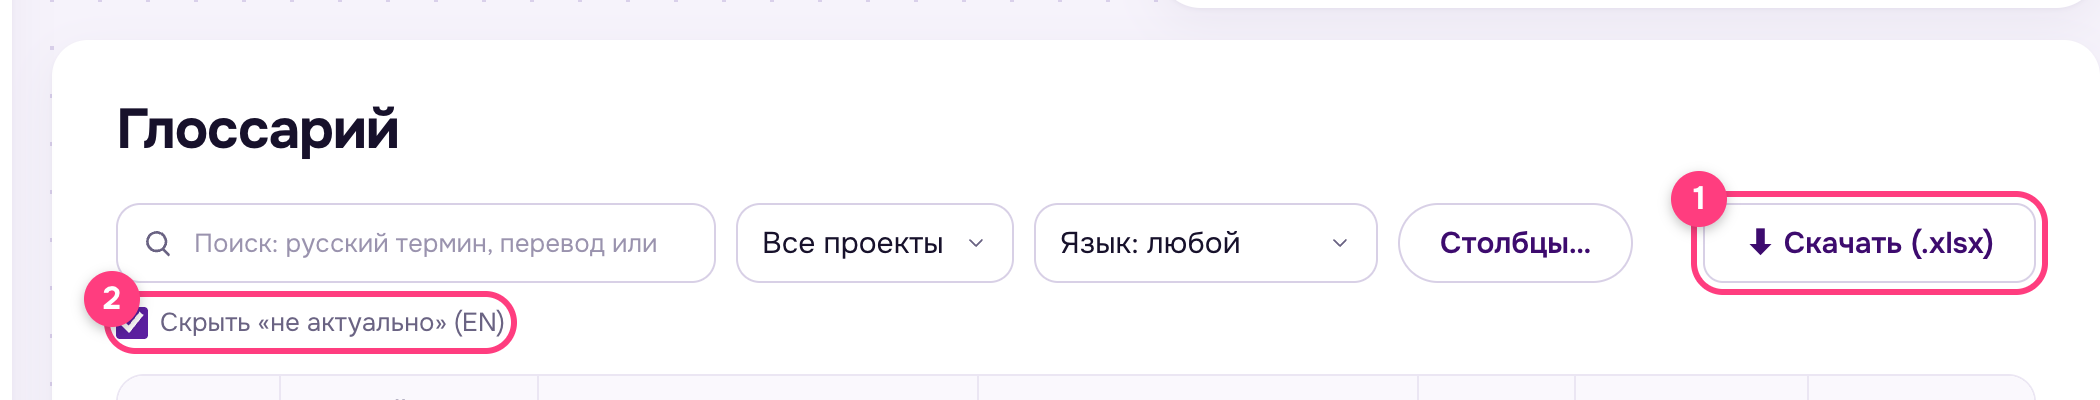 Глоссарий
Поиск: русский термин, перевод или
Все проекты
Язык: любой
Столбцы...
1
Скачать (.xlsx)
2
Скрыть «не актуально» (EN)